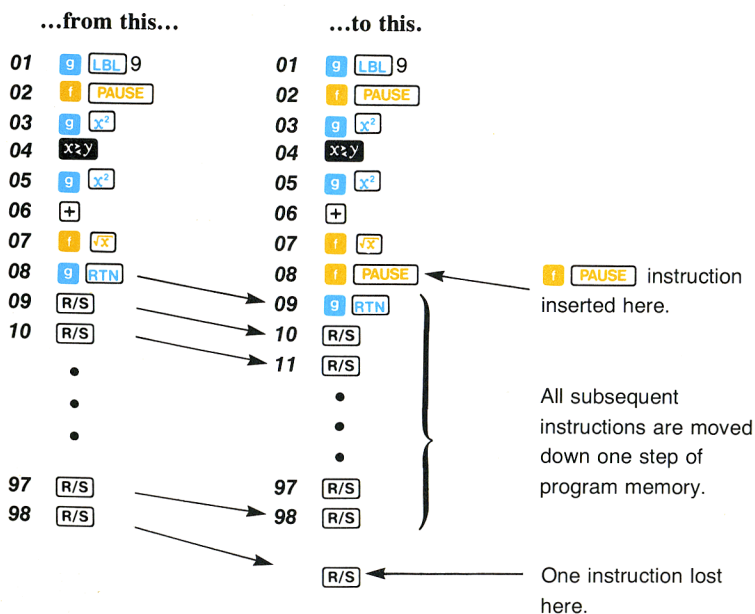 ...from this... ...to this.
01 g LBL 9 01 g LBL 9
02 f PAUSE 02 f PAUSE
03 g x² 03 g x²
04 x≷y 04 x≷y
05 g x² 05 g x²
06 + 06 +
07 f √x 07 f √x
08 g RTN 08 f PAUSE f PAUSE instruction
09 R/S 09 g RTN inserted here.
10 R/S 10 R/S
11 R/S
All subsequent
instructions are moved
down one step of
97 R/S 97 R/S program memory.
98 R/S 98 R/S
R/S One instruction lost
here.